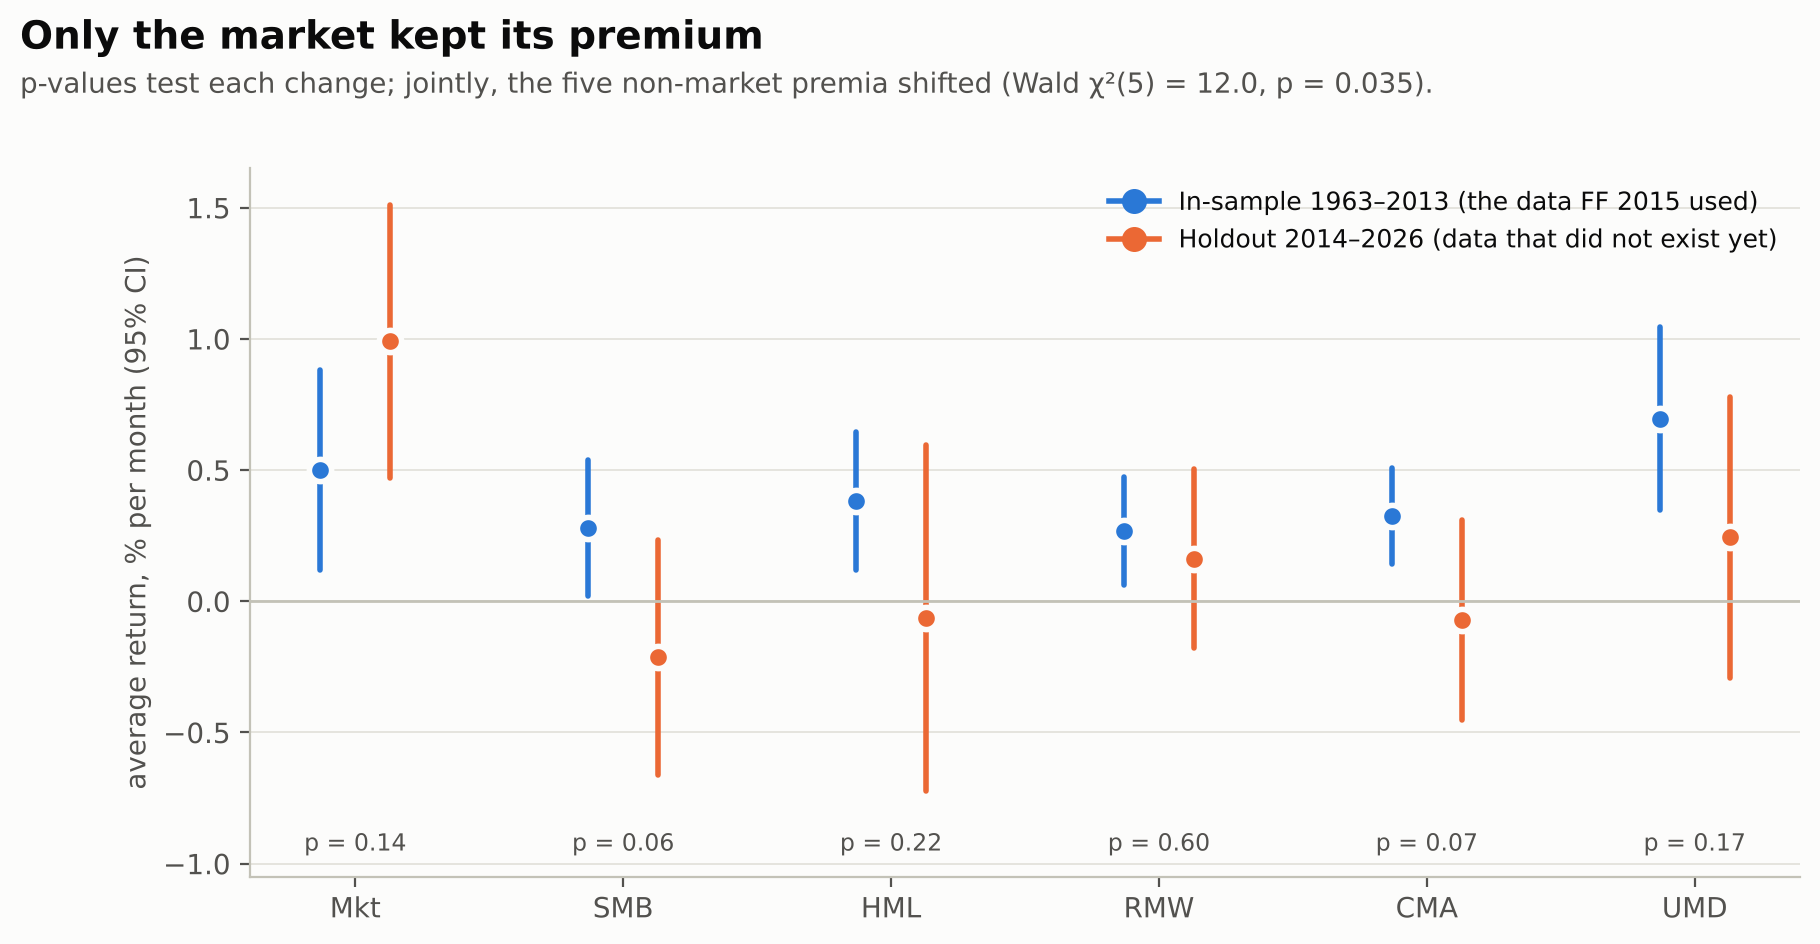 Only the market kept its premium
p-values test each change; jointly, the five non-market premia shifted (Wald χ²(5) = 12.0, p = 0.035).
In-sample 1963–2013 (the data FF 2015 used)
Holdout 2014–2026 (data that did not exist yet)
average return, % per month (95% CI)
1.5
1.0
0.5
0.0
−0.5
−1.0
p = 0.14
p = 0.06
p = 0.22
p = 0.60
p = 0.07
p = 0.17
Mkt
SMB
HML
RMW
CMA
UMD